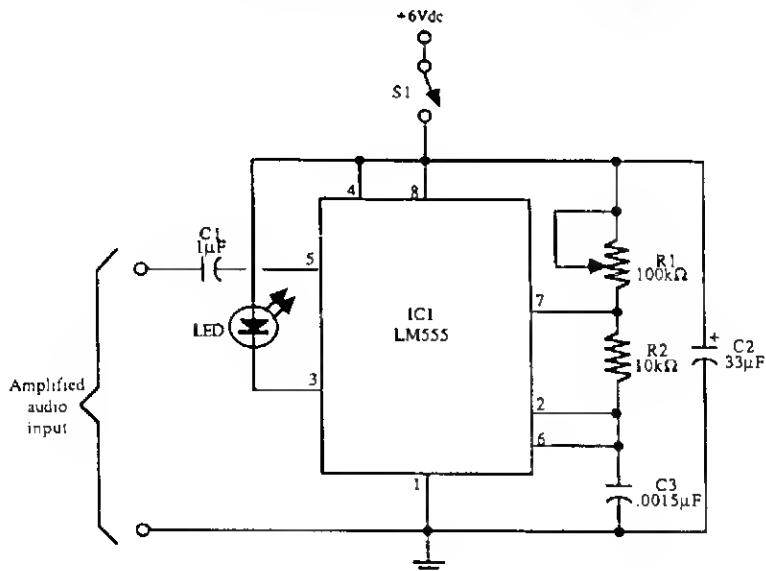 +6Vdc
S1
4
8
C1
1µF
5
R1
100kΩ
7
IC1
LM555
LED
R2
10kΩ
+
C2
33µF
3
2
Amplified
audio
input
6
1
C3
.0015µF